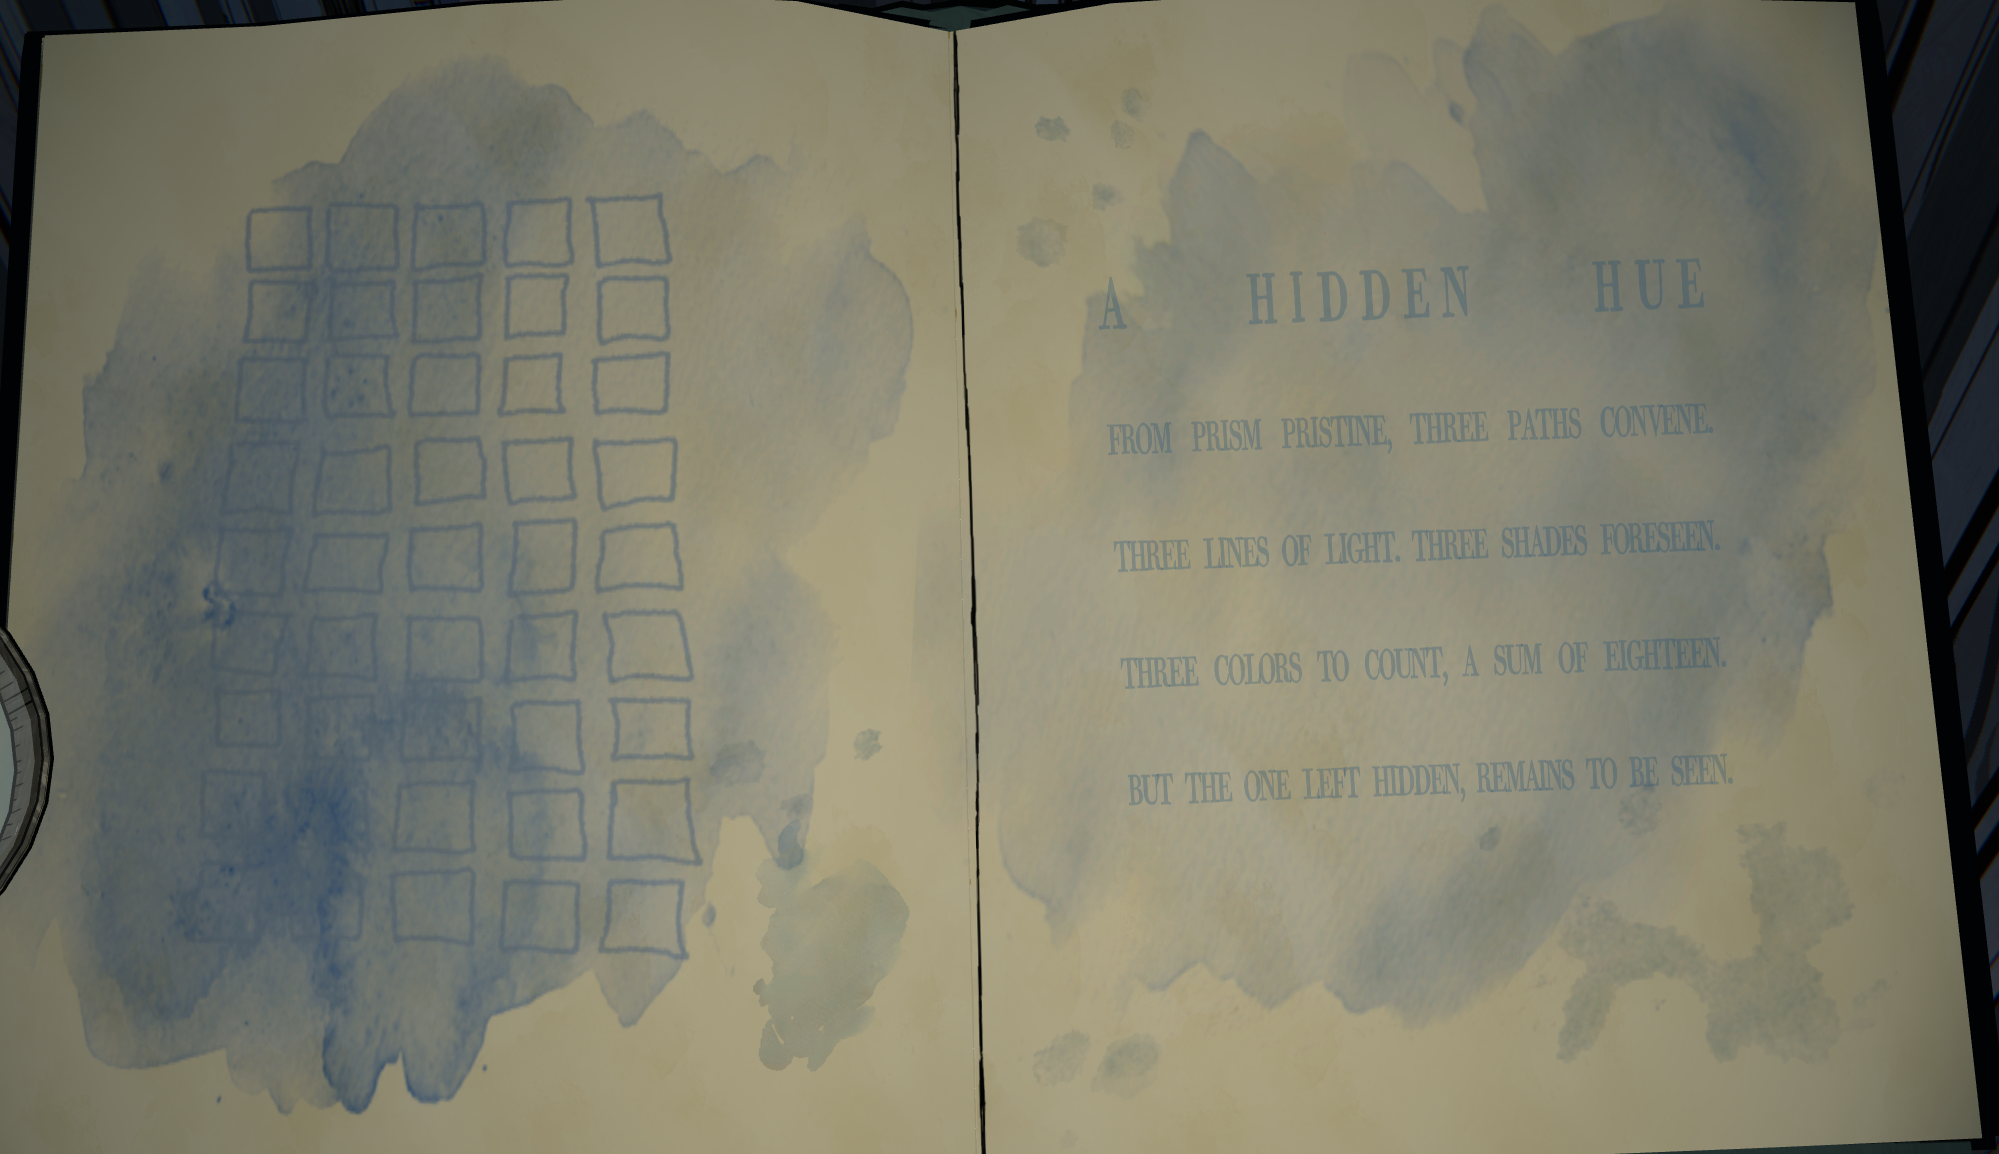 A HIDDEN HUE
FROM PRISM PRISTINE, THREE PATHS CONVENE.
THREE LINES OF LIGHT. THREE SHADES FORESEEN.
THREE COLORS TO COUNT, A SUM OF EIGHTEEN.
BUT THE ONE LEFT HIDDEN, REMAINS TO BE SEEN.